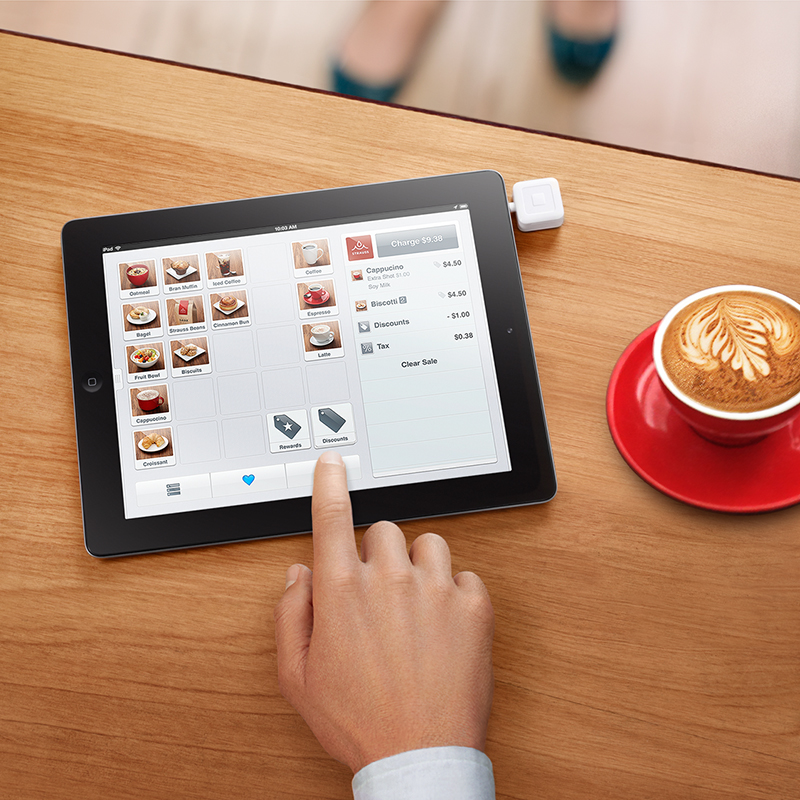 iPad
10:03 AM
Oatmeal
Bran Muffin
Iced Coffee
Coffee
Bagel
Strauss Beans
Cinnamon Bun
Espresso
Fruit Bowl
Biscuits
Latte
Cappuccino
Croissant
Rewards
Discounts
STRAUSS
Charge $9.38
Cappucino $4.50
Extra Shot $1.00
Soy Milk
Biscotti 2 $4.50
Discounts - $1.00
Tax $0.38
Clear Sale